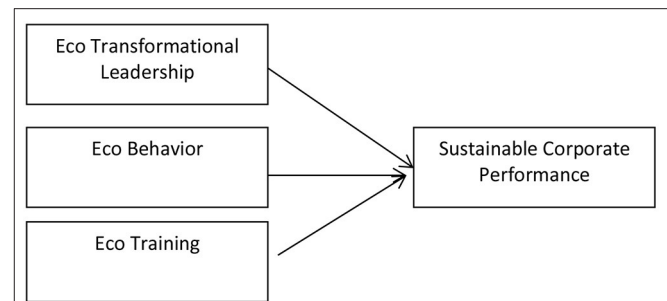 Eco Transformational
Leadership
Eco Behavior
Sustainable Corporate
Performance
Eco Training